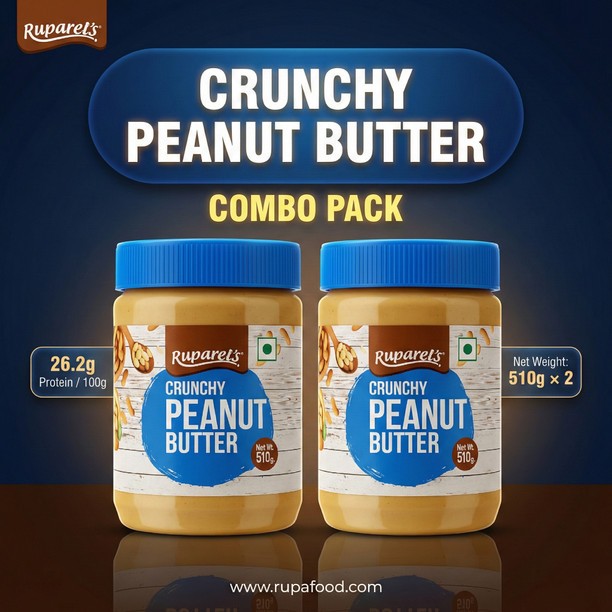 Ruparel's
CRUNCHY
PEANUT BUTTER
COMBO PACK
26.2g
Protein / 100g
Ruparel's
CRUNCHY
PEANUT
BUTTER
Net Wt.
510g.
Ruparel's
CRUNCHY
PEANUT
BUTTER
Net Wt.
510g.
Net Weight:
510g × 2
www.rupafood.com